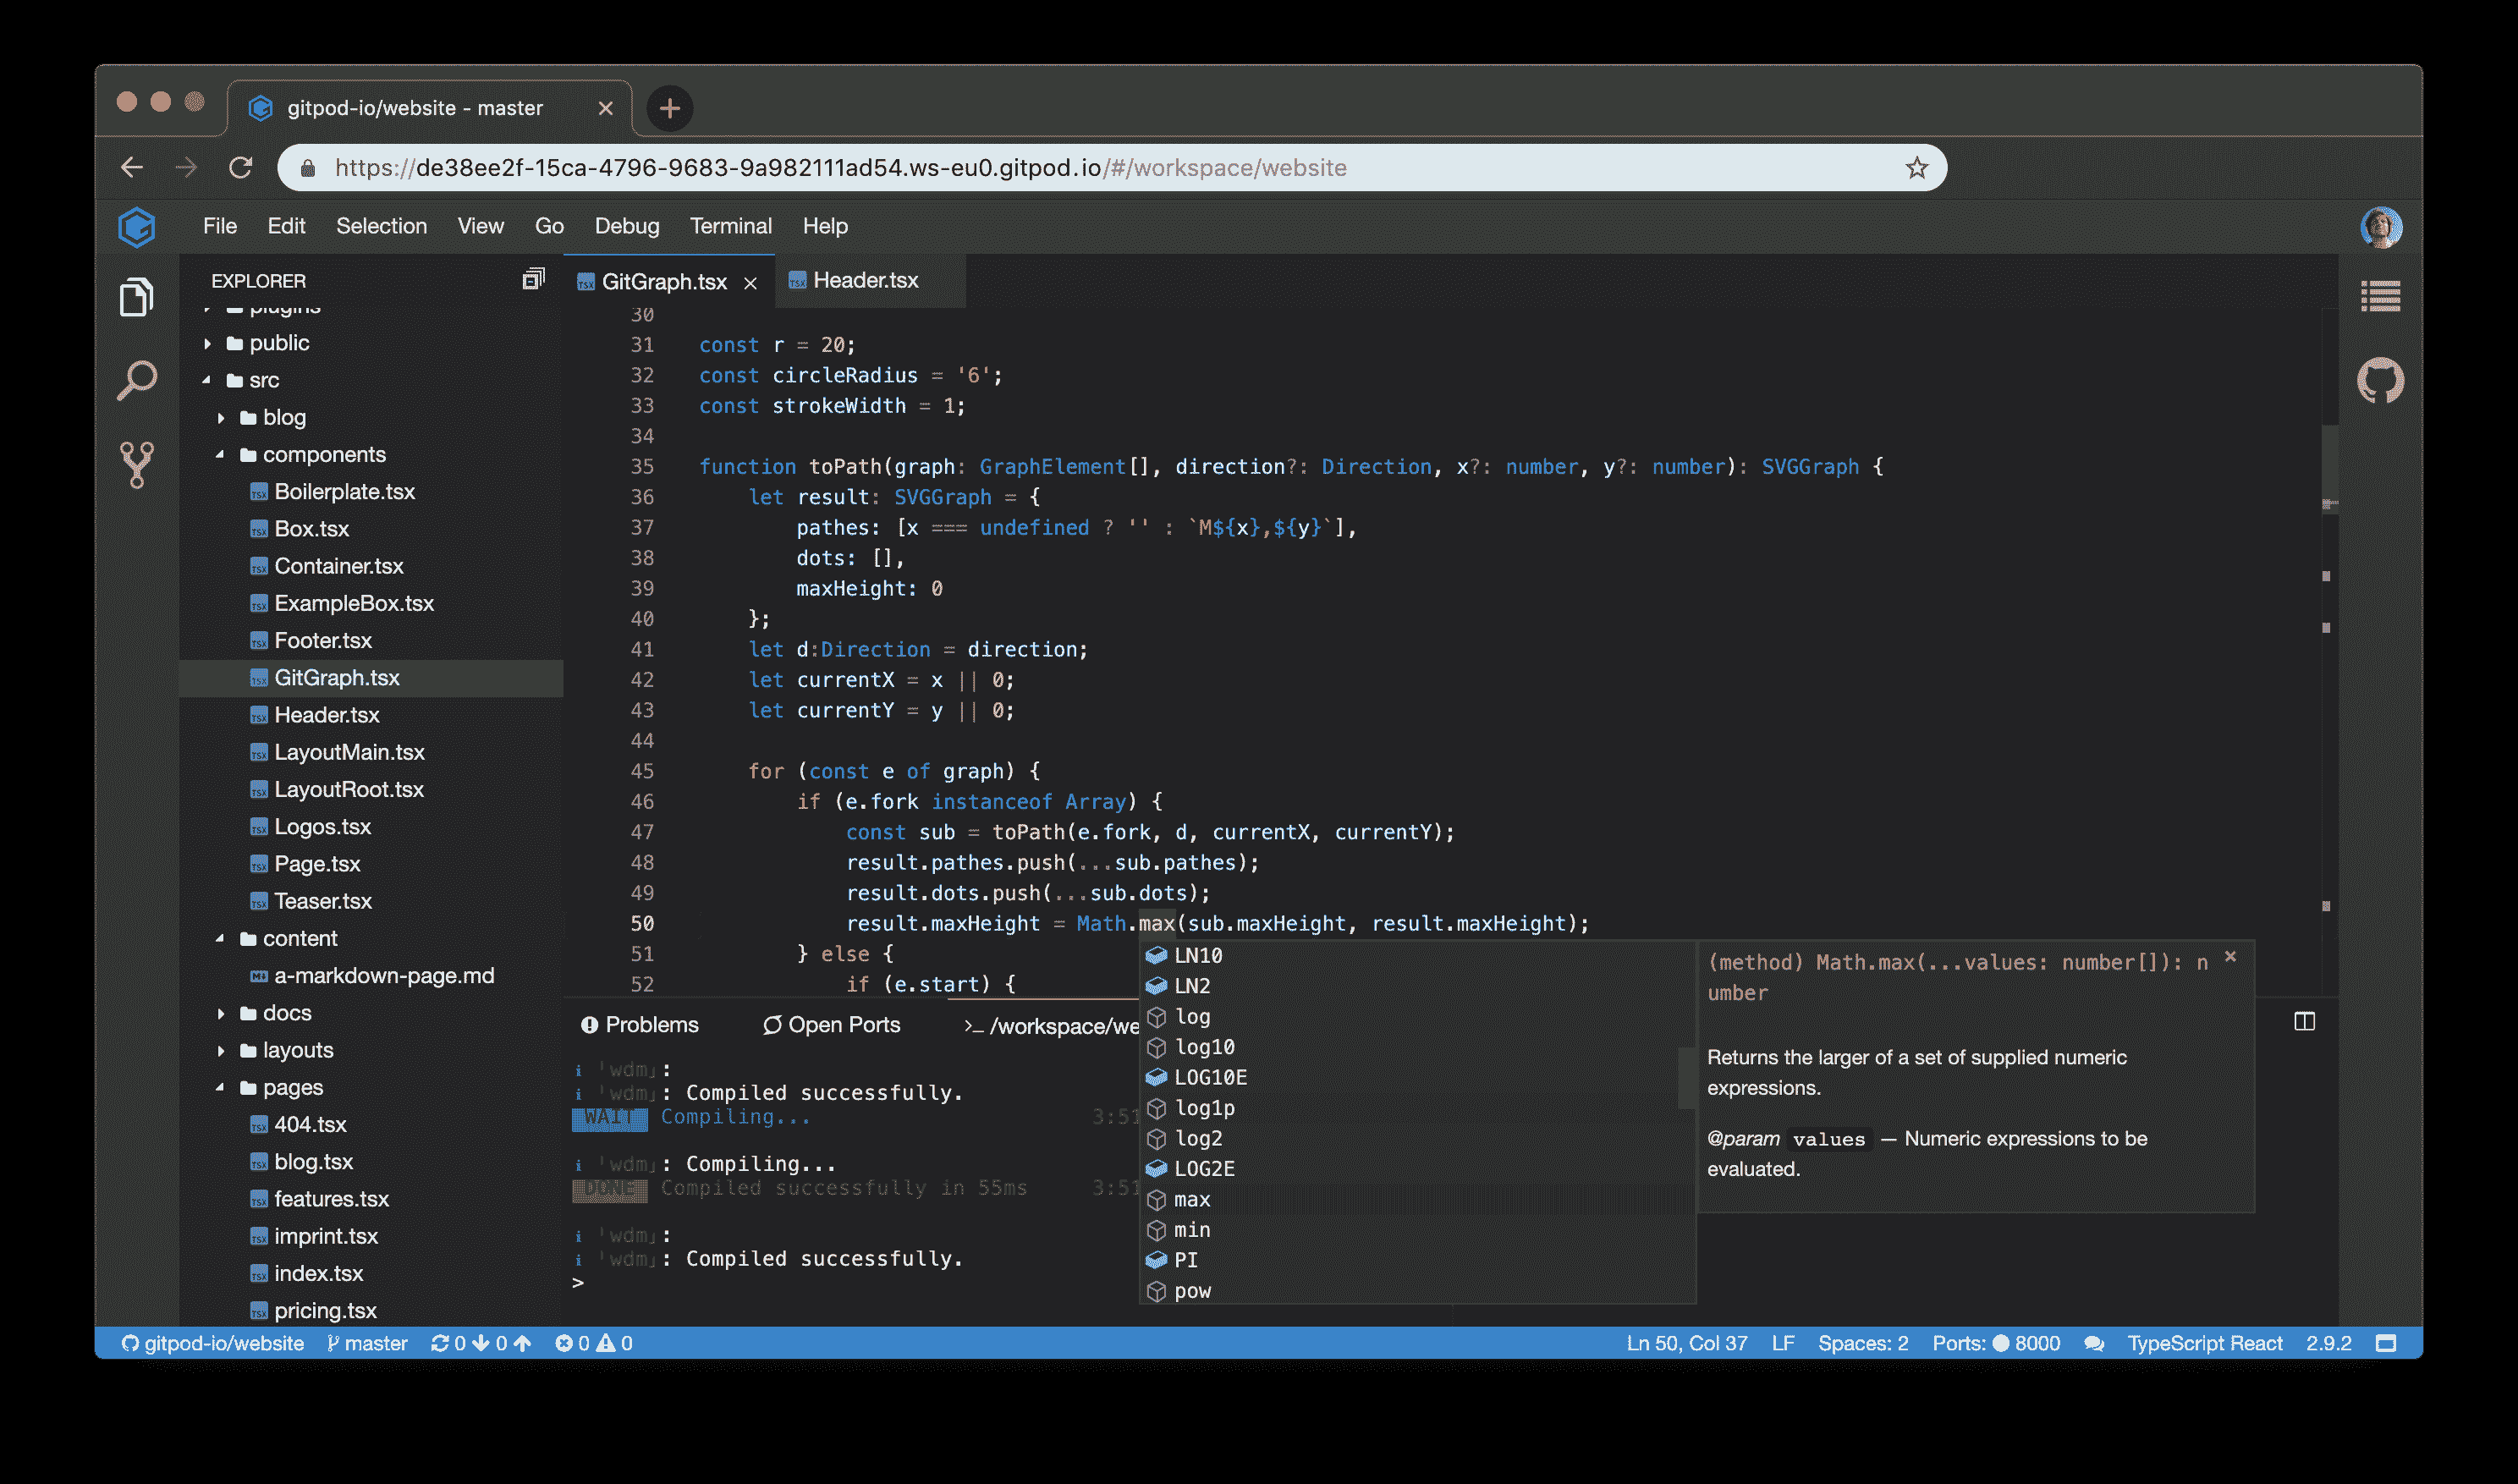 gitpod-io/website - master
https://de38ee2f-15ca-4796-9683-9a982111ad54.ws-eu0.gitpod.io/#/workspace/website
File Edit Selection View Go Debug Terminal Help
EXPLORER
plugins
public
src
blog
components
Boilerplate.tsx
Box.tsx
Container.tsx
ExampleBox.tsx
Footer.tsx
GitGraph.tsx
Header.tsx
LayoutMain.tsx
LayoutRoot.tsx
Logos.tsx
Page.tsx
Teaser.tsx
content
a-markdown-page.md
docs
layouts
pages
404.tsx
blog.tsx
features.tsx
imprint.tsx
index.tsx
pricing.tsx
GitGraph.tsx Header.tsx
30
31 const r = 20;
32 const circleRadius = '6';
33 const strokeWidth = 1;
34
35 function toPath(graph: GraphElement[], direction?: Direction, x?: number, y?: number): SVGGraph {
36 let result: SVGGraph = {
37 pathes: [x === undefined ? '' : `M${x},${y}`],
38 dots: [],
39 maxHeight: 0
40 };
41 let d:Direction = direction;
42 let currentX = x || 0;
43 let currentY = y || 0;
44
45 for (const e of graph) {
46 if (e.fork instanceof Array) {
47 const sub = toPath(e.fork, d, currentX, currentY);
48 result.pathes.push(...sub.pathes);
49 result.dots.push(...sub.dots);
50 result.maxHeight = Math.max(sub.maxHeight, result.maxHeight);
51 } else {
52 if (e.start) {
LN10
LN2
log
log10
LOG10E
log1p
log2
LOG2E
max
min
PI
pow
(method) Math.max(...values: number[]): n
umber
Returns the larger of a set of supplied numeric
expressions.
@param values — Numeric expressions to be
evaluated.
Problems Open Ports >_ /workspace/we
i ｢wdm｣:
i ｢wdm｣: Compiled successfully.
WAIT Compiling... 3:51
i ｢wdm｣: Compiling...
DONE Compiled successfully in 55ms 3:51
i ｢wdm｣:
i ｢wdm｣: Compiled successfully.
>
gitpod-io/website master 0 0 0 0 Ln 50, Col 37 LF Spaces: 2 Ports: 8000 TypeScript React 2.9.2